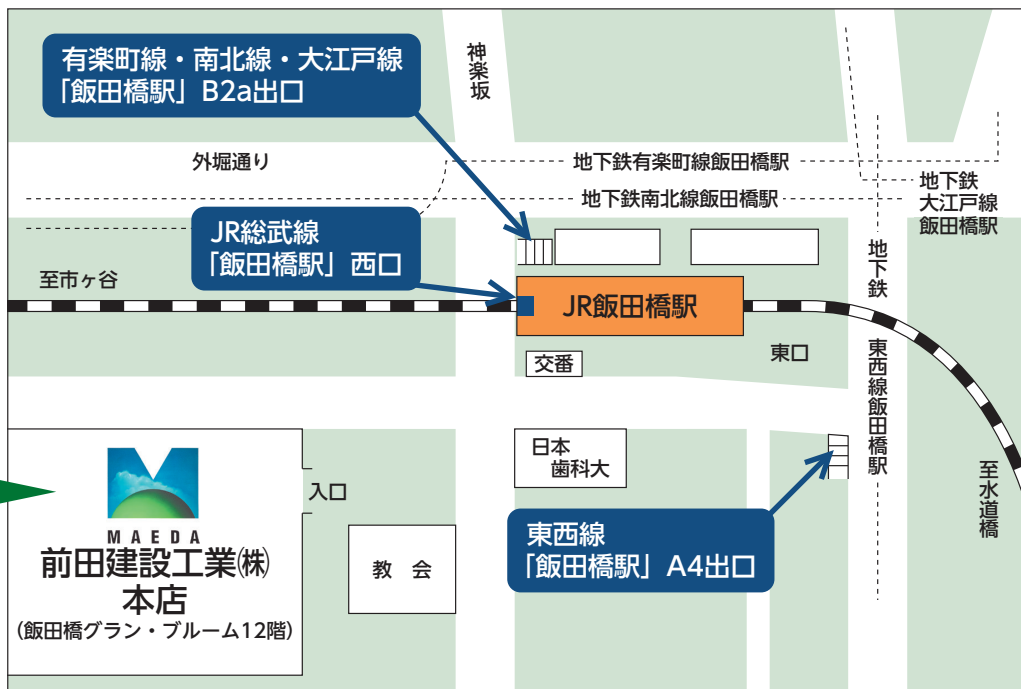 有楽町線・南北線・大江戸線
「飯田橋駅」B2a出口
神楽坂
外堀通り
地下鉄有楽町線飯田橋駅
地下鉄南北線飯田橋駅
地下鉄
大江戸線
飯田橋駅
JR総武線
「飯田橋駅」西口
至市ヶ谷
JR飯田橋駅
交番
東口
地下鉄 東西線飯田橋駅
至水道橋
日本
歯科大
入口
MAEDA
前田建設工業㈱
本店
(飯田橋グラン・ブルーム12階)
教 会
東西線
「飯田橋駅」A4出口